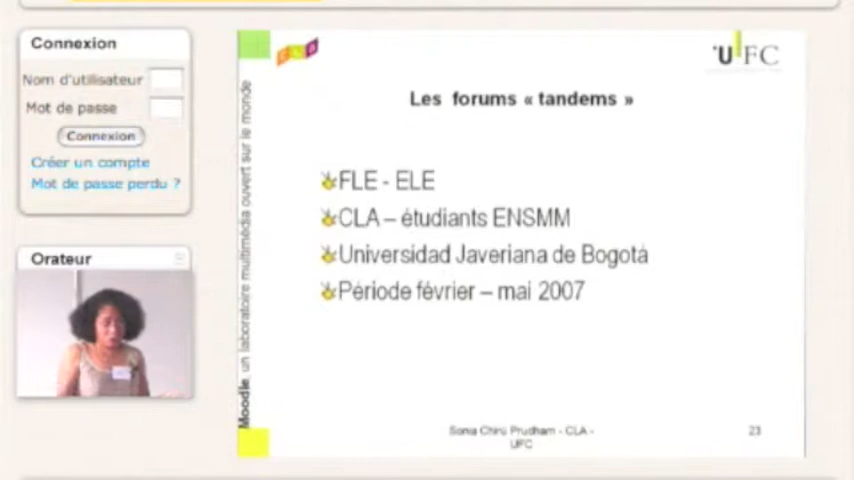 Connexion
Nom d'utilisateur
Mot de passe
Connexion
Créer un compte
Mot de passe perdu ?
Orateur
Moodle, un laboratoire multimédia ouvert sur le monde
UFC
Les forums « tandems »
FLE - ELE
CLA – étudiants ENSMM
Universidad Javeriana de Bogotá
Période février – mai 2007
Prudham - CLA -
UFC
23